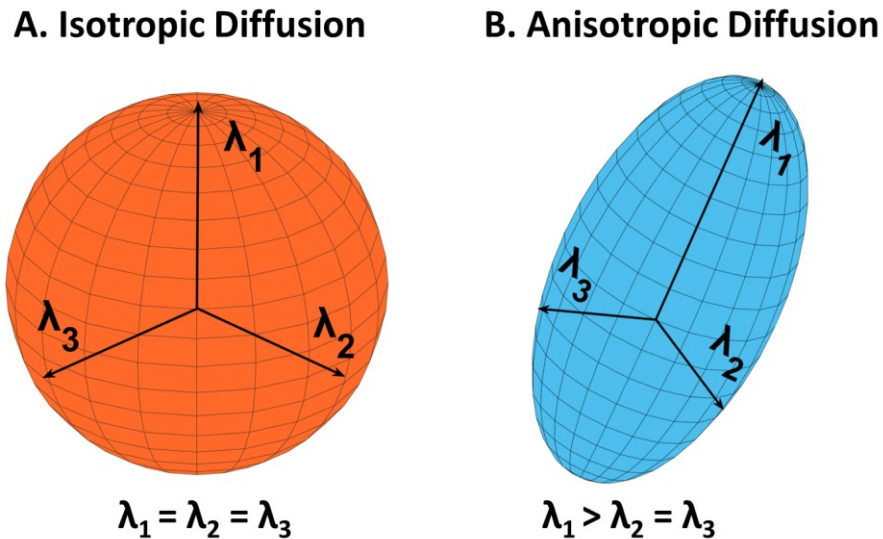 A. Isotropic Diffusion
λ₁
λ₃
λ₂
λ₁ = λ₂ = λ₃
B. Anisotropic Diffusion
λ₁
λ₃
λ₂
λ₁ > λ₂ = λ₃